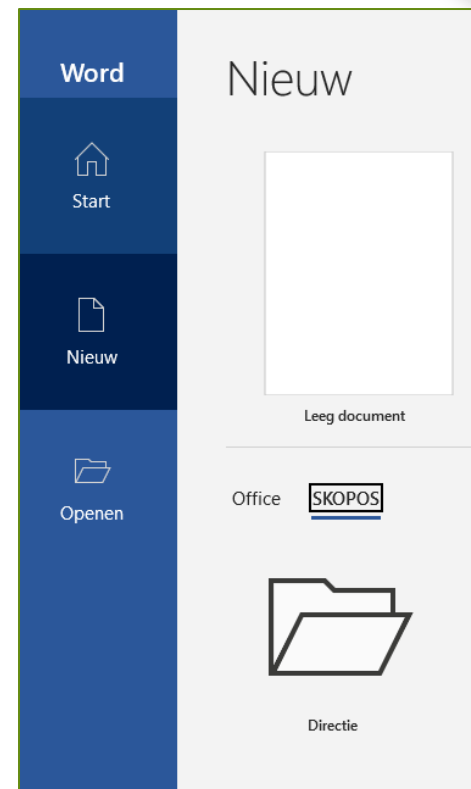 Word
Nieuw
Start
Nieuw
Leeg document
Openen
Office SKOPOS
Directie